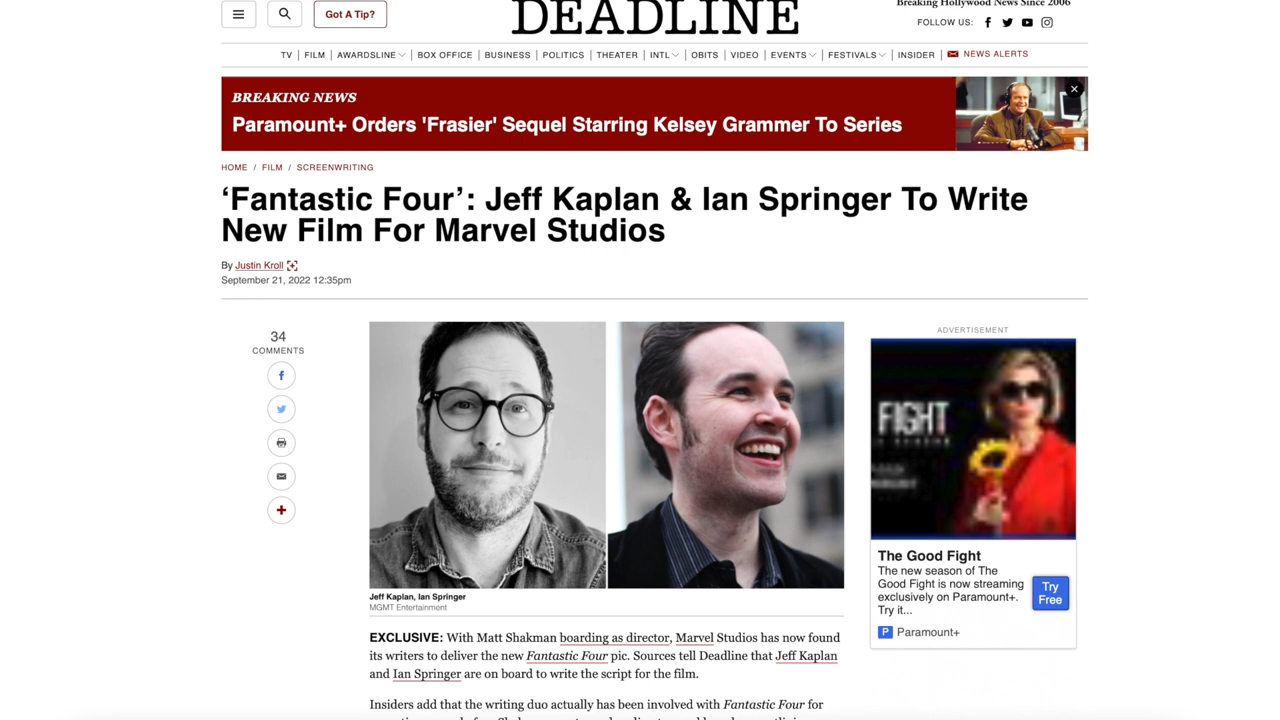 Got A Tip?
DEADLINE
Breaking Hollywood News Since 2006
FOLLOW US:
TV | FILM | AWARDSLINE | BOX OFFICE | BUSINESS | POLITICS | THEATER | INTL | OBITS | VIDEO | EVENTS | FESTIVALS | INSIDER | NEWS ALERTS
BREAKING NEWS
Paramount+ Orders 'Frasier' Sequel Starring Kelsey Grammer To Series
HOME / FILM / SCREENWRITING
‘Fantastic Four’: Jeff Kaplan & Ian Springer To Write
New Film For Marvel Studios
By Justin Kroll
September 21, 2022 12:35pm
34
COMMENTS
Jeff Kaplan, Ian Springer
MGMT Entertainment
EXCLUSIVE: With Matt Shakman boarding as director, Marvel Studios has now found
its writers to deliver the new Fantastic Four pic. Sources tell Deadline that Jeff Kaplan
and Ian Springer are on board to write the script for the film.
Insiders add that the writing duo actually has been involved with Fantastic Four for
ADVERTISEMENT
FIGHT
The Good Fight
The new season of The
Good Fight is now streaming
exclusively on Paramount+.
Try it...
Try
Free
P Paramount+